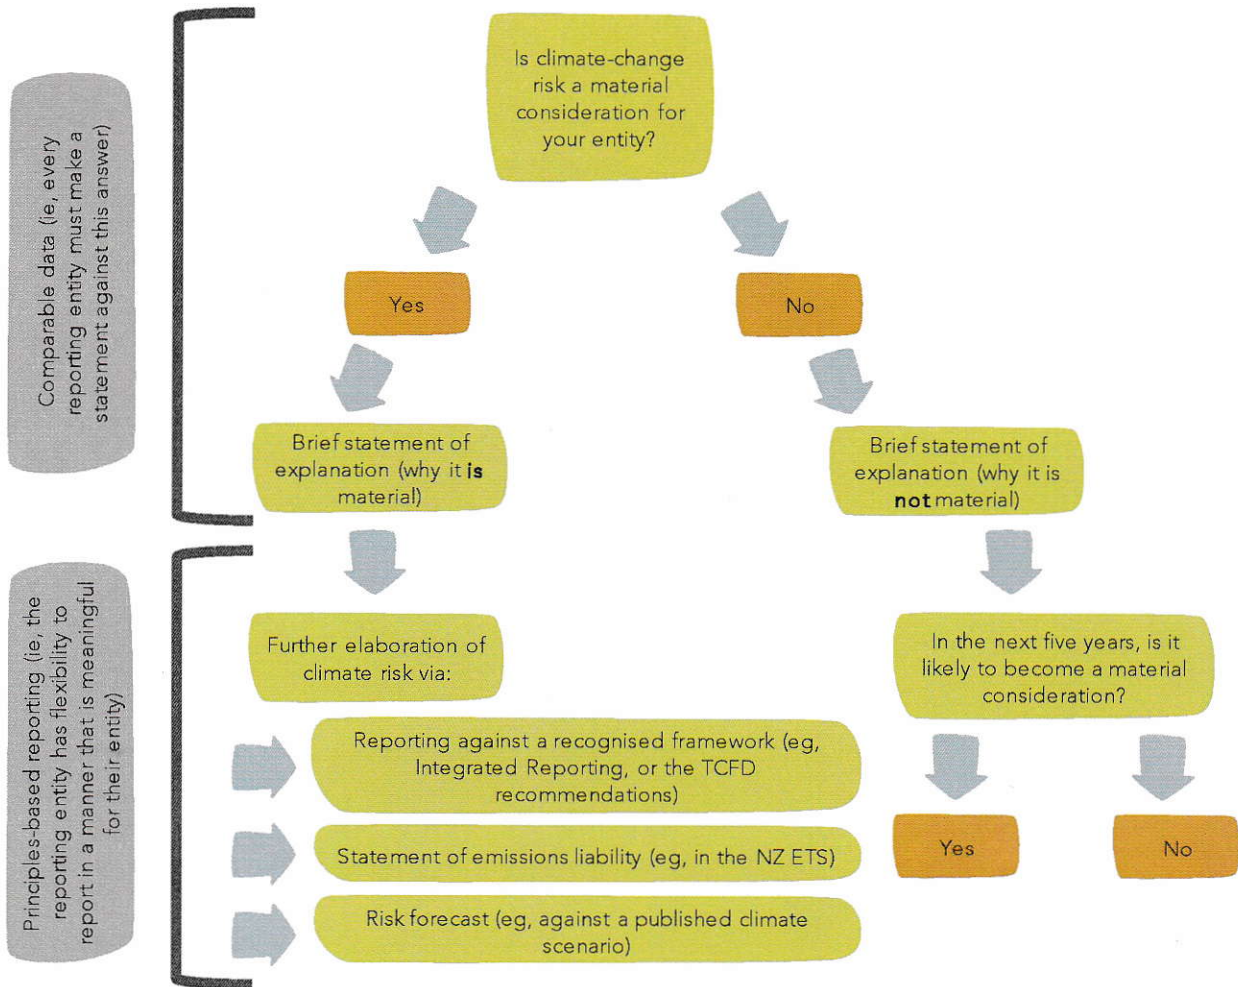 Is climate-change
risk a material
consideration for
your entity?
Comparable data (ie, every
reporting entity must make a
statement against this answer)
Yes
No
Brief statement of
explanation (why it is
material)
Brief statement of
explanation (why it is
not material)
Principles-based reporting (ie, the
reporting entity has flexibility to
report in a manner that is meaningful
for their entity)
Further elaboration of
climate risk via:
In the next five years, is it
likely to become a material
consideration?
Reporting against a recognised framework (eg,
Integrated Reporting, or the TCFD
recommendations)
Statement of emissions liability (eg, in the NZ ETS)
Risk forecast (eg, against a published climate
scenario)
Yes
No